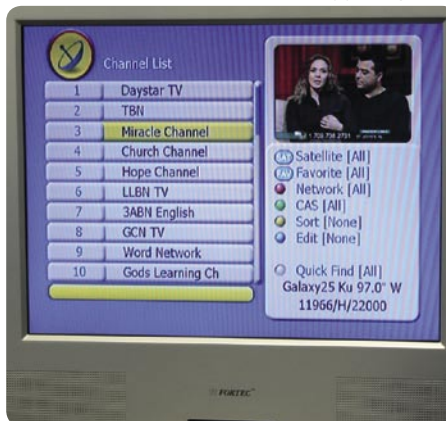 Channel List
1 Daystar TV
2 TBN
3 Miracle Channel
4 Church Channel
5 Hope Channel
6 LLBN TV
7 3ABN English
8 GCN TV
9 Word Network
10 Gods Learning Ch
Satellite [All]
Favorite [All]
Network [All]
CAS [All]
Sort [None]
Edit [None]
Quick Find [All]
Galaxy25 Ku 97.0° W
11966/H/22000
FORTEC